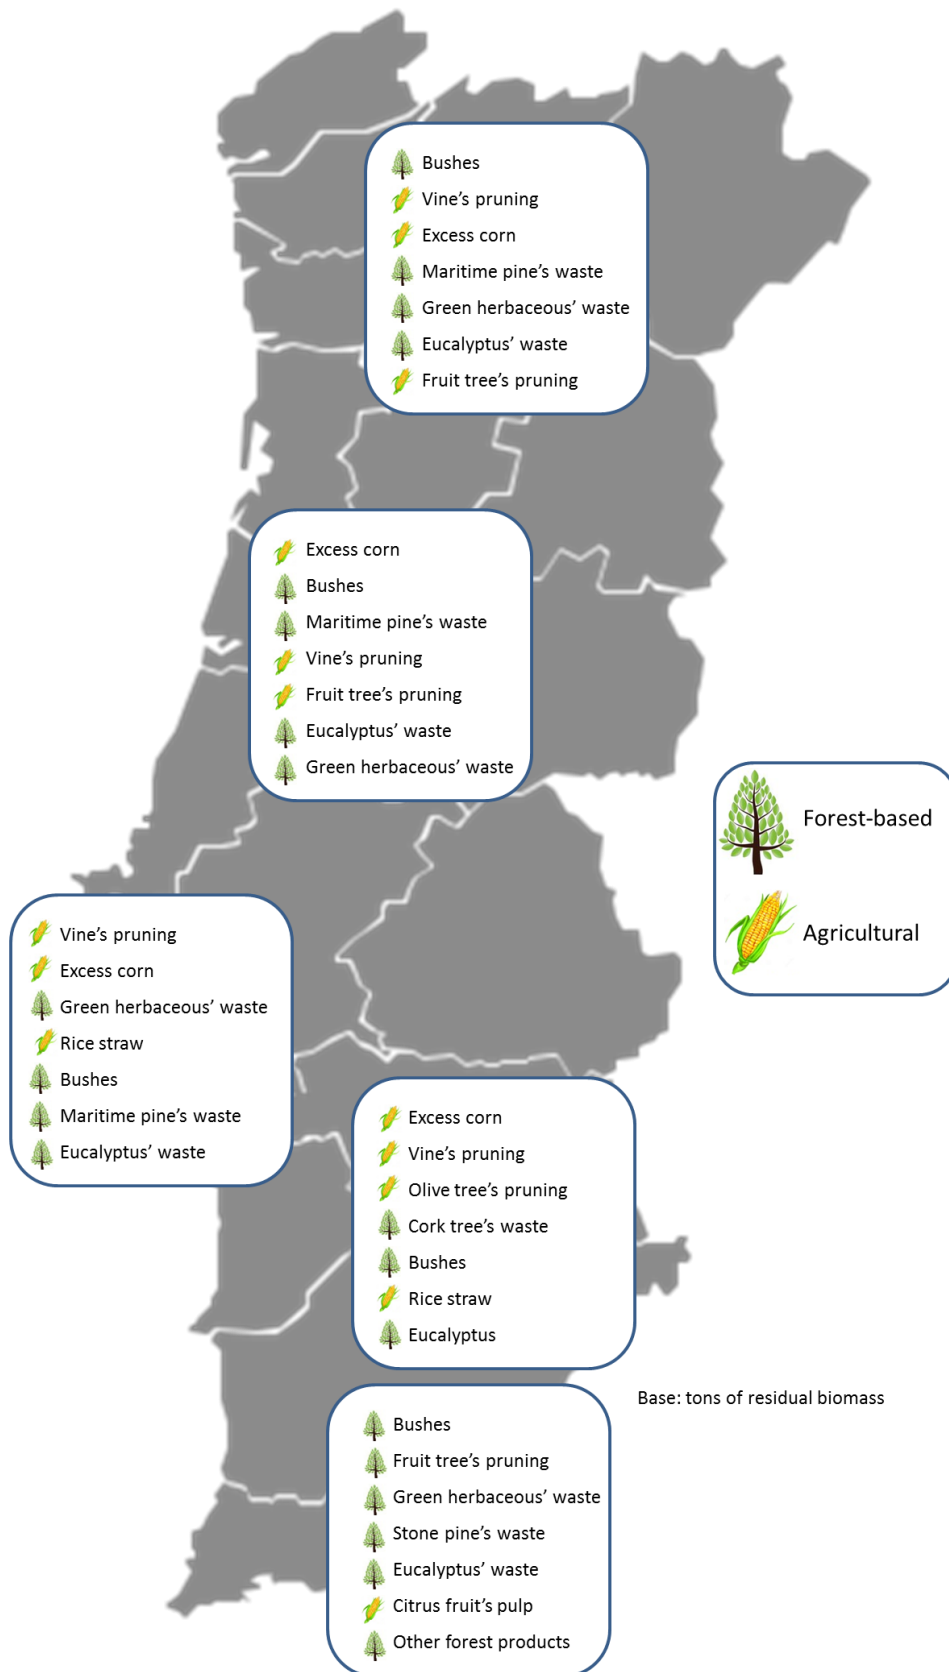 Bushes
Vine’s pruning
Excess corn
Maritime pine’s waste
Green herbaceous’ waste
Eucalyptus’ waste
Fruit tree’s pruning
Excess corn
Bushes
Maritime pine’s waste
Vine’s pruning
Fruit tree’s pruning
Eucalyptus’ waste
Green herbaceous’ waste
Forest-based
Agricultural
Vine’s pruning
Excess corn
Green herbaceous’ waste
Rice straw
Bushes
Maritime pine’s waste
Eucalyptus’ waste
Excess corn
Vine’s pruning
Olive tree’s pruning
Cork tree’s waste
Bushes
Rice straw
Eucalyptus
Base: tons of residual biomass
Bushes
Fruit tree’s pruning
Green herbaceous’ waste
Stone pine’s waste
Eucalyptus’ waste
Citrus fruit’s pulp
Other forest products